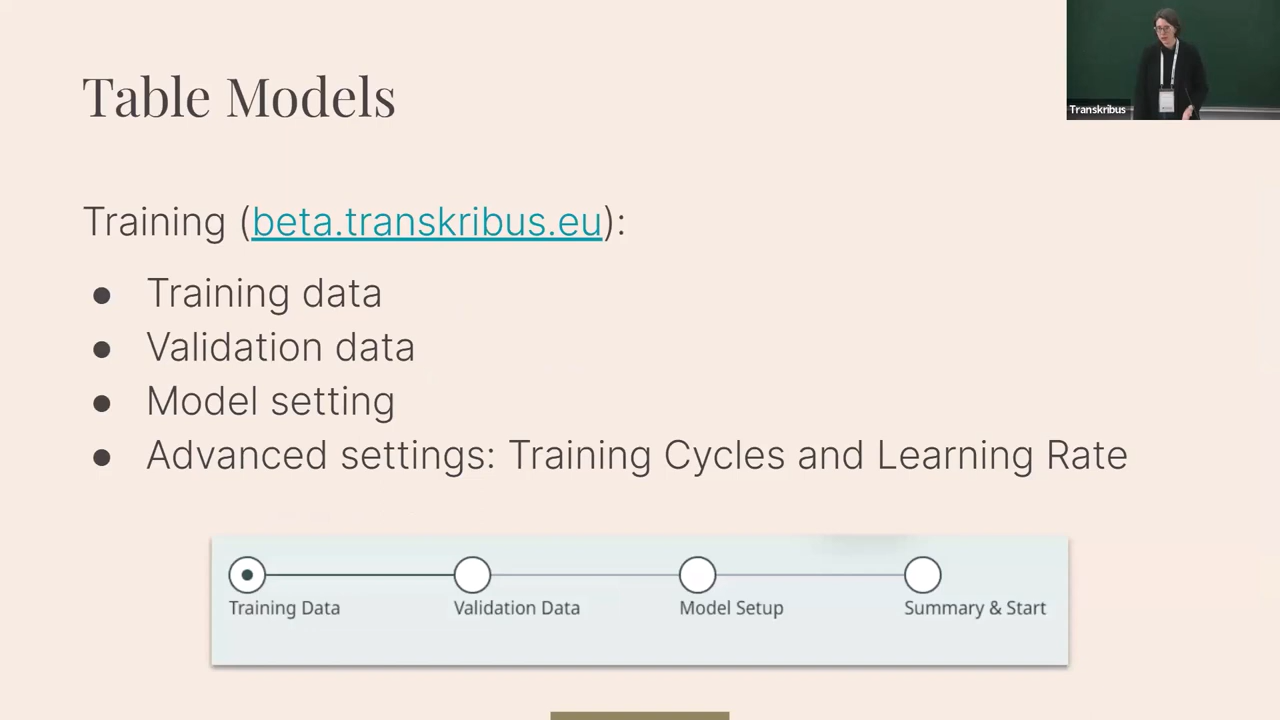 Table Models
Transkribus
Training (beta.transkribus.eu):
● Training data
● Validation data
● Model setting
● Advanced settings: Training Cycles and Learning Rate
Training Data
Validation Data
Model Setup
Summary & Start